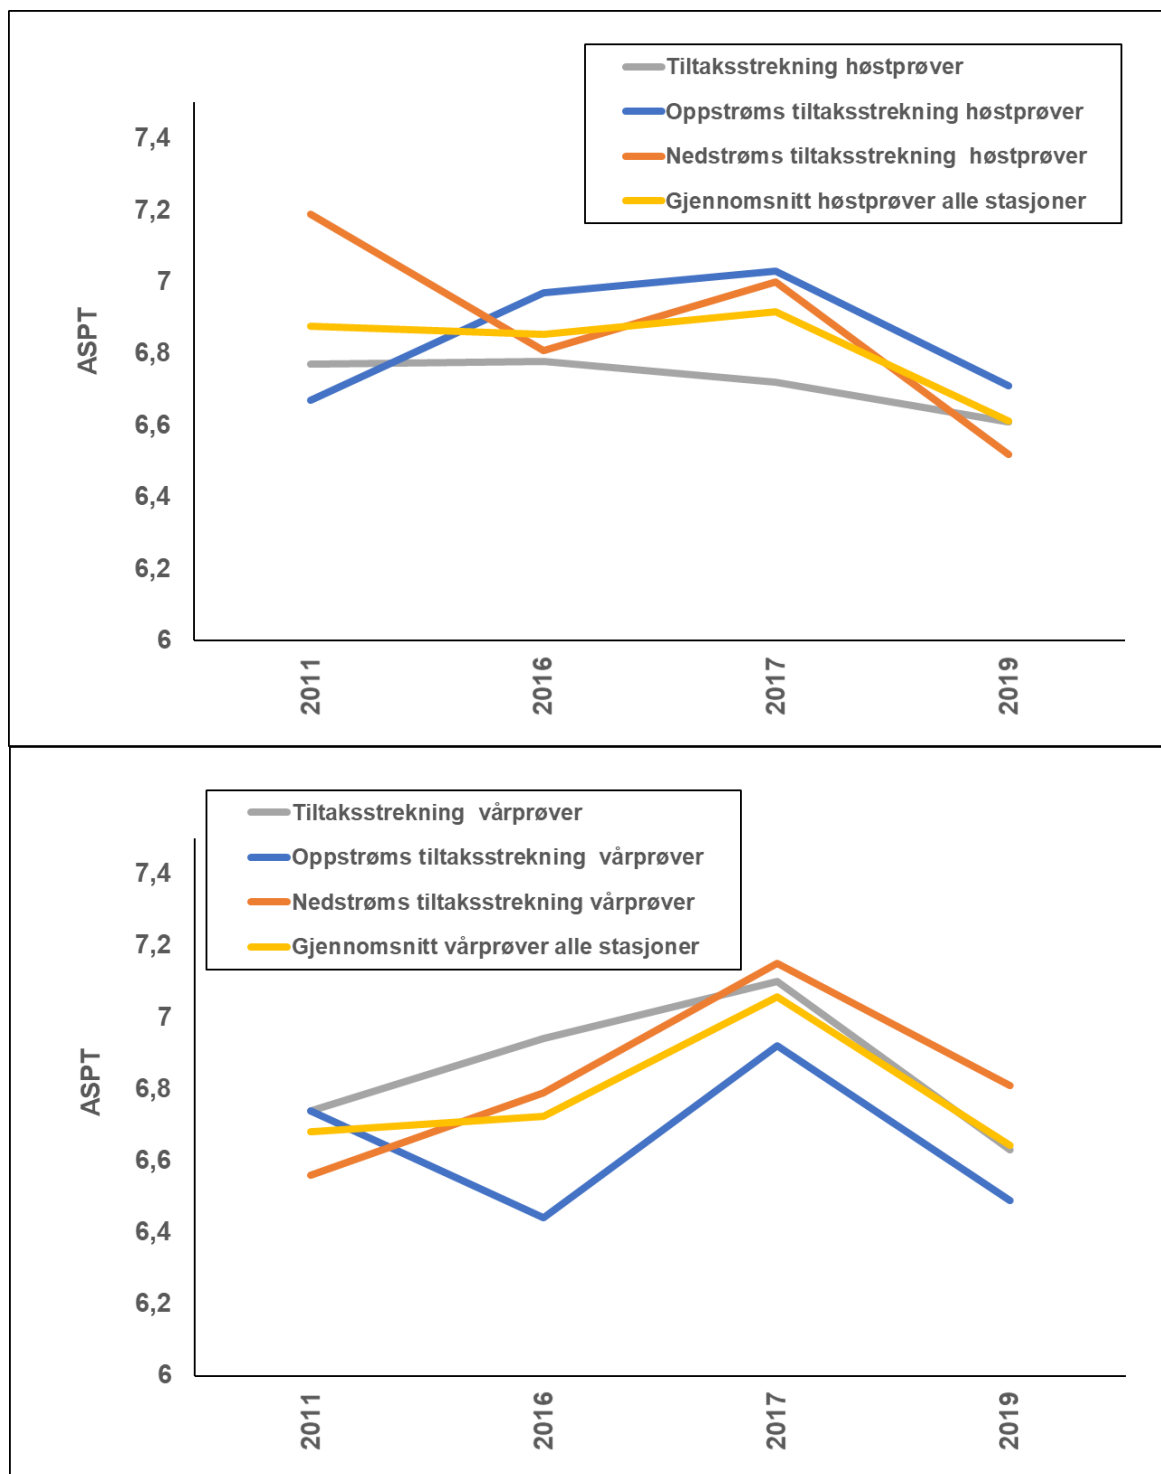 Tiltaksstrekning høstprøver
Oppstrøms tiltaksstrekning høstprøver
Nedstrøms tiltaksstrekning høstprøver
Gjennomsnitt høstprøver alle stasjoner
7,4
7,2
7
6,8
6,6
6,4
6,2
6
ASPT
2011
2016
2017
2019
Tiltaksstrekning vårprøver
Oppstrøms tiltaksstrekning vårprøver
Nedstrøms tiltaksstrekning vårprøver
Gjennomsnitt vårprøver alle stasjoner
7,4
7,2
7
6,8
6,6
6,4
6,2
6
ASPT
2011
2016
2017
2019